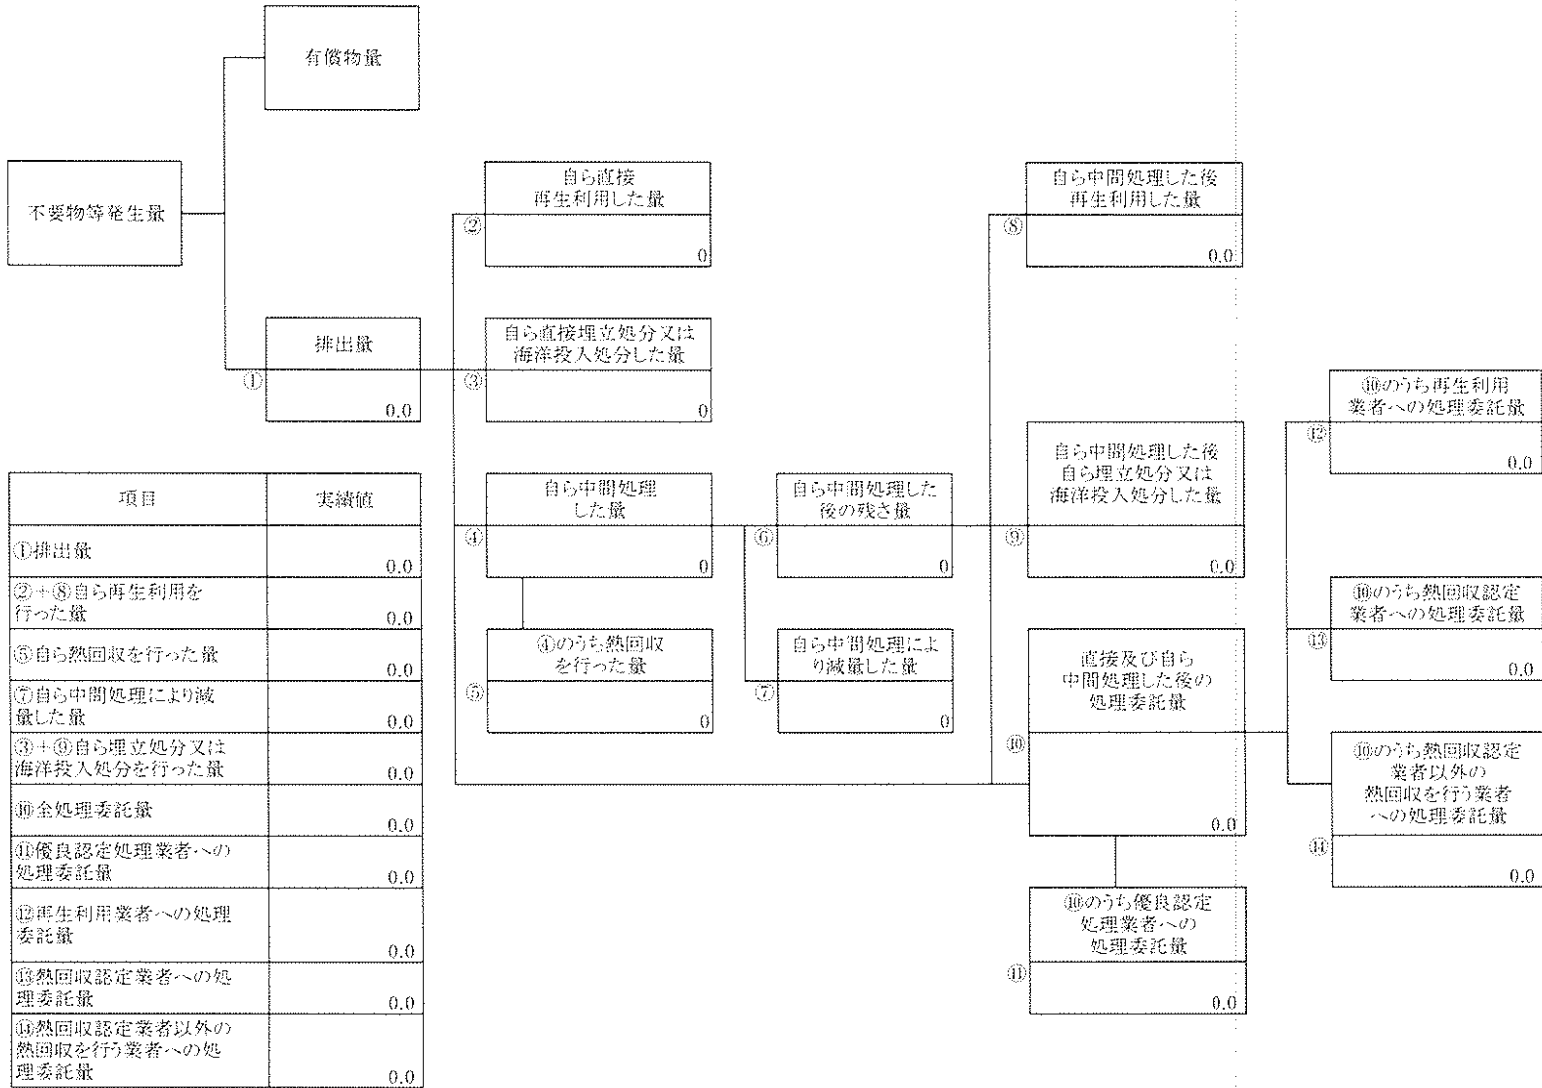 有償物量
不要物等発生量
排出量
①
0.0
自ら直接
再生利用した量
②
0
自ら直接埋立処分又は
海洋投入処分した量
③
0
自ら中間処理
した量
④
0
④のうち熱回収
を行った量
⑤
0
自ら中間処理した
後の残さ量
⑥
0
自ら中間処理によ
り減量した量
⑦
0
自ら中間処理した後
再生利用した量
⑧
0.0
自ら中間処理した後
自ら埋立処分又は
海洋投入処分した量
⑨
0.0
直接及び自ら
中間処理した後の
処理委託量
⑩
0.0
⑩のうち優良認定
処理業者への
処理委託量
⑪
0.0
⑩のうち再生利用
業者への処理委託量
⑫
0.0
⑩のうち熱回収認定
業者への処理委託量
⑬
0.0
⑩のうち熱回収認定
業者以外の
熱回収を行う業者
への処理委託量
⑭
0.0
項目 実績値
①排出量
0.0
②+⑧自ら再生利用を
行った量 0.0
⑤自ら熱回収を行った量
0.0
⑦自ら中間処理により減
量した量 0.0
③+⑨自ら埋立処分又は
海洋投入処分を行った量 0.0
⑩全処理委託量
0.0
⑪優良認定処理業者への
処理委託量 0.0
⑫再生利用業者への処理
委託量 0.0
⑬熱回収認定業者への処
理委託量 0.0
⑭熱回収認定業者以外の
熱回収を行う業者への処
理委託量 0.0